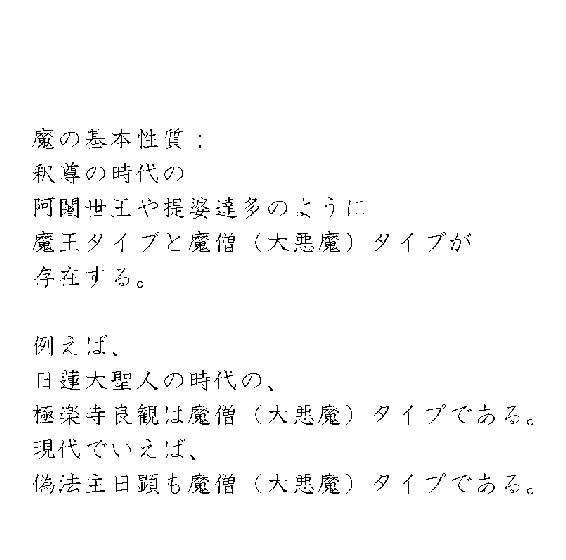 魔の基本性質：
釈尊の時代の
阿闍世王や提婆達多のように
魔王タイプと魔僧（大悪魔）タイプが
存在する。
例えば、
日蓮大聖人の時代の、
極楽寺良観は魔僧（大悪魔）タイプである。
現代でいえば、
偽法主日顕も魔僧（大悪魔）タイプである。